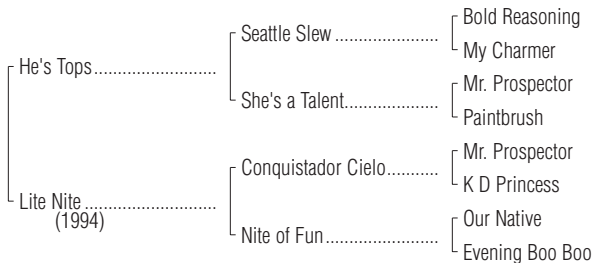 Bold Reasoning
Seattle Slew ..................
My Charmer
He's Tops.........................
Mr. Prospector
She's a Talent...................
Paintbrush
Mr. Prospector
Conquistador Cielo...........
K D Princess
Lite Nite ..........................
(1994)
Our Native
Nite of Fun......................
Evening Boo Boo